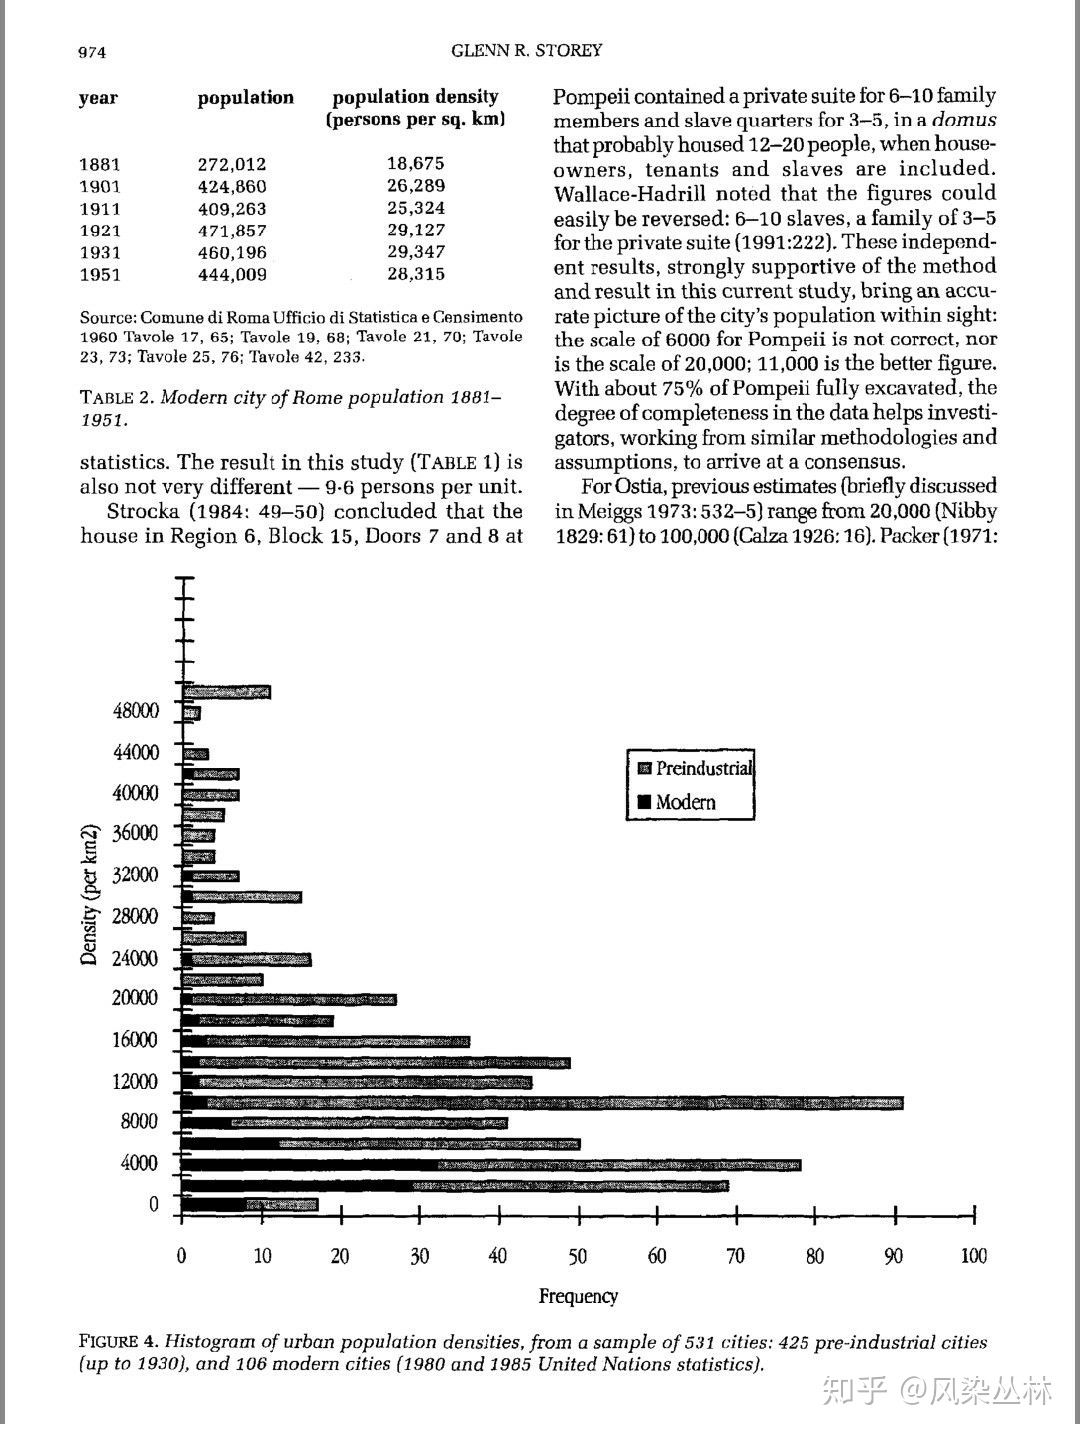 974
GLENN R. STOREY
year population population density
(persons per sq. km)
1881 272,012 18,675
1901 424,860 26,289
1911 409,263 25,324
1921 471,857 29,127
1931 460,196 29,347
1951 444,009 28,315
Source: Comune di Roma Ufficio di Statistica e Censimento
1960 Tavole 17, 65; Tavole 19, 68; Tavole 21, 70; Tavole
23, 73; Tavole 25, 76; Tavole 42, 233.
TABLE 2. Modern city of Rome population 1881–
1951.
statistics. The result in this study (TABLE 1) is
also not very different — 9·6 persons per unit.
Strocka (1984: 49–50) concluded that the
house in Region 6, Block 15, Doors 7 and 8 at
Pompeii contained a private suite for 6–10 family
members and slave quarters for 3–5, in a domus
that probably housed 12–20 people, when house-
owners, tenants and slaves are included.
Wallace-Hadrill noted that the figures could
easily be reversed: 6–10 slaves, a family of 3–5
for the private suite (1991:222). These independ-
ent results, strongly supportive of the method
and result in this current study, bring an accu-
rate picture of the city's population within sight:
the scale of 6000 for Pompeii is not correct, nor
is the scale of 20,000; 11,000 is the better figure.
With about 75% of Pompeii fully excavated, the
degree of completeness in the data helps investi-
gators, working from similar methodologies and
assumptions, to arrive at a consensus.
For Ostia, previous estimates (briefly discussed
in Meiggs 1973: 532–5) range from 20,000 (Nibby
1829: 61) to 100,000 (Calza 1926: 16). Packer (1971:
48000
44000
40000
36000
32000
28000
24000
20000
16000
12000
8000
4000
0
Density (per km2)
Preindustrial
Modern
0 10 20 30 40 50 60 70 80 90 100
Frequency
FIGURE 4. Histogram of urban population densities, from a sample of 531 cities: 425 pre-industrial cities
(up to 1930), and 106 modern cities (1980 and 1985 United Nations statistics).
知乎 @风染丛林